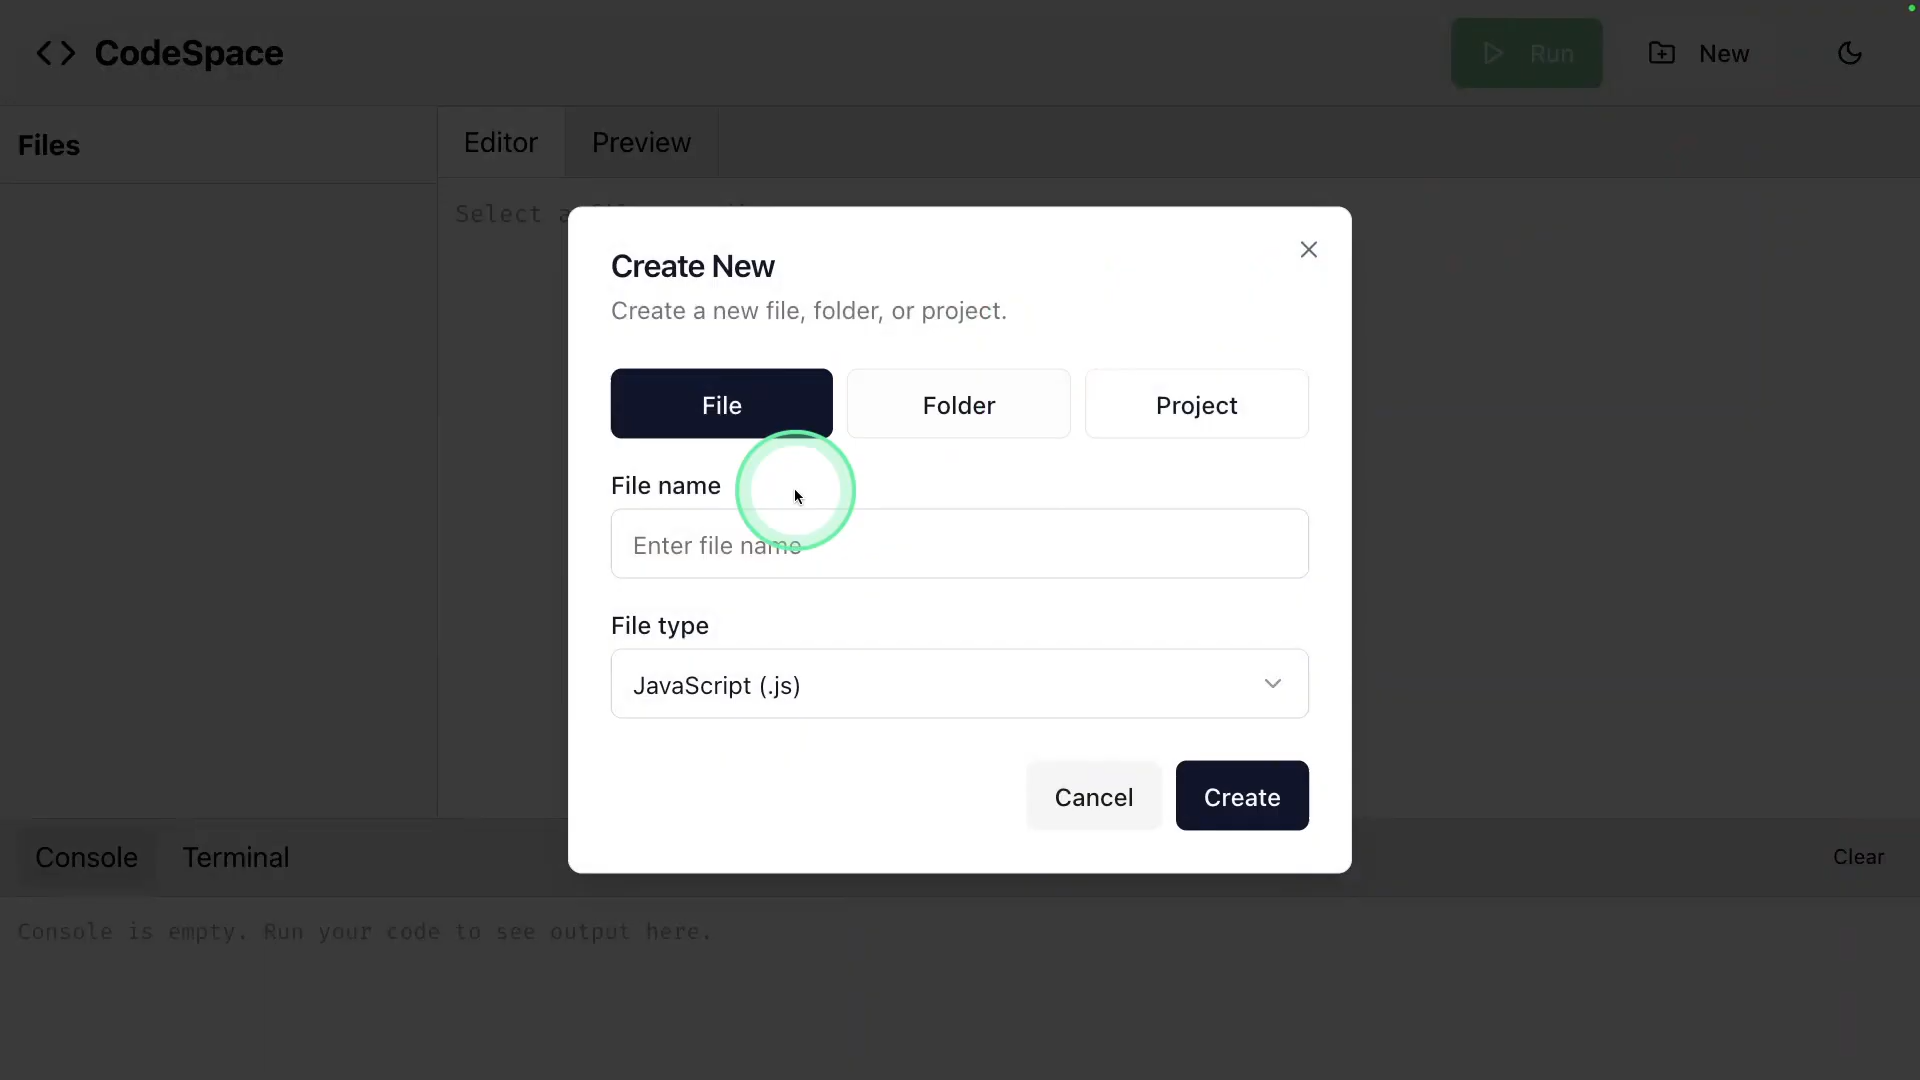 CodeSpace
Run
New
Files
Editor
Preview
Select a
Create New
Create a new file, folder, or project.
File
Folder
Project
File name
Enter file name
File type
JavaScript (.js)
Cancel
Create
Console
Terminal
Clear
Console is empty. Run your code to see output here.